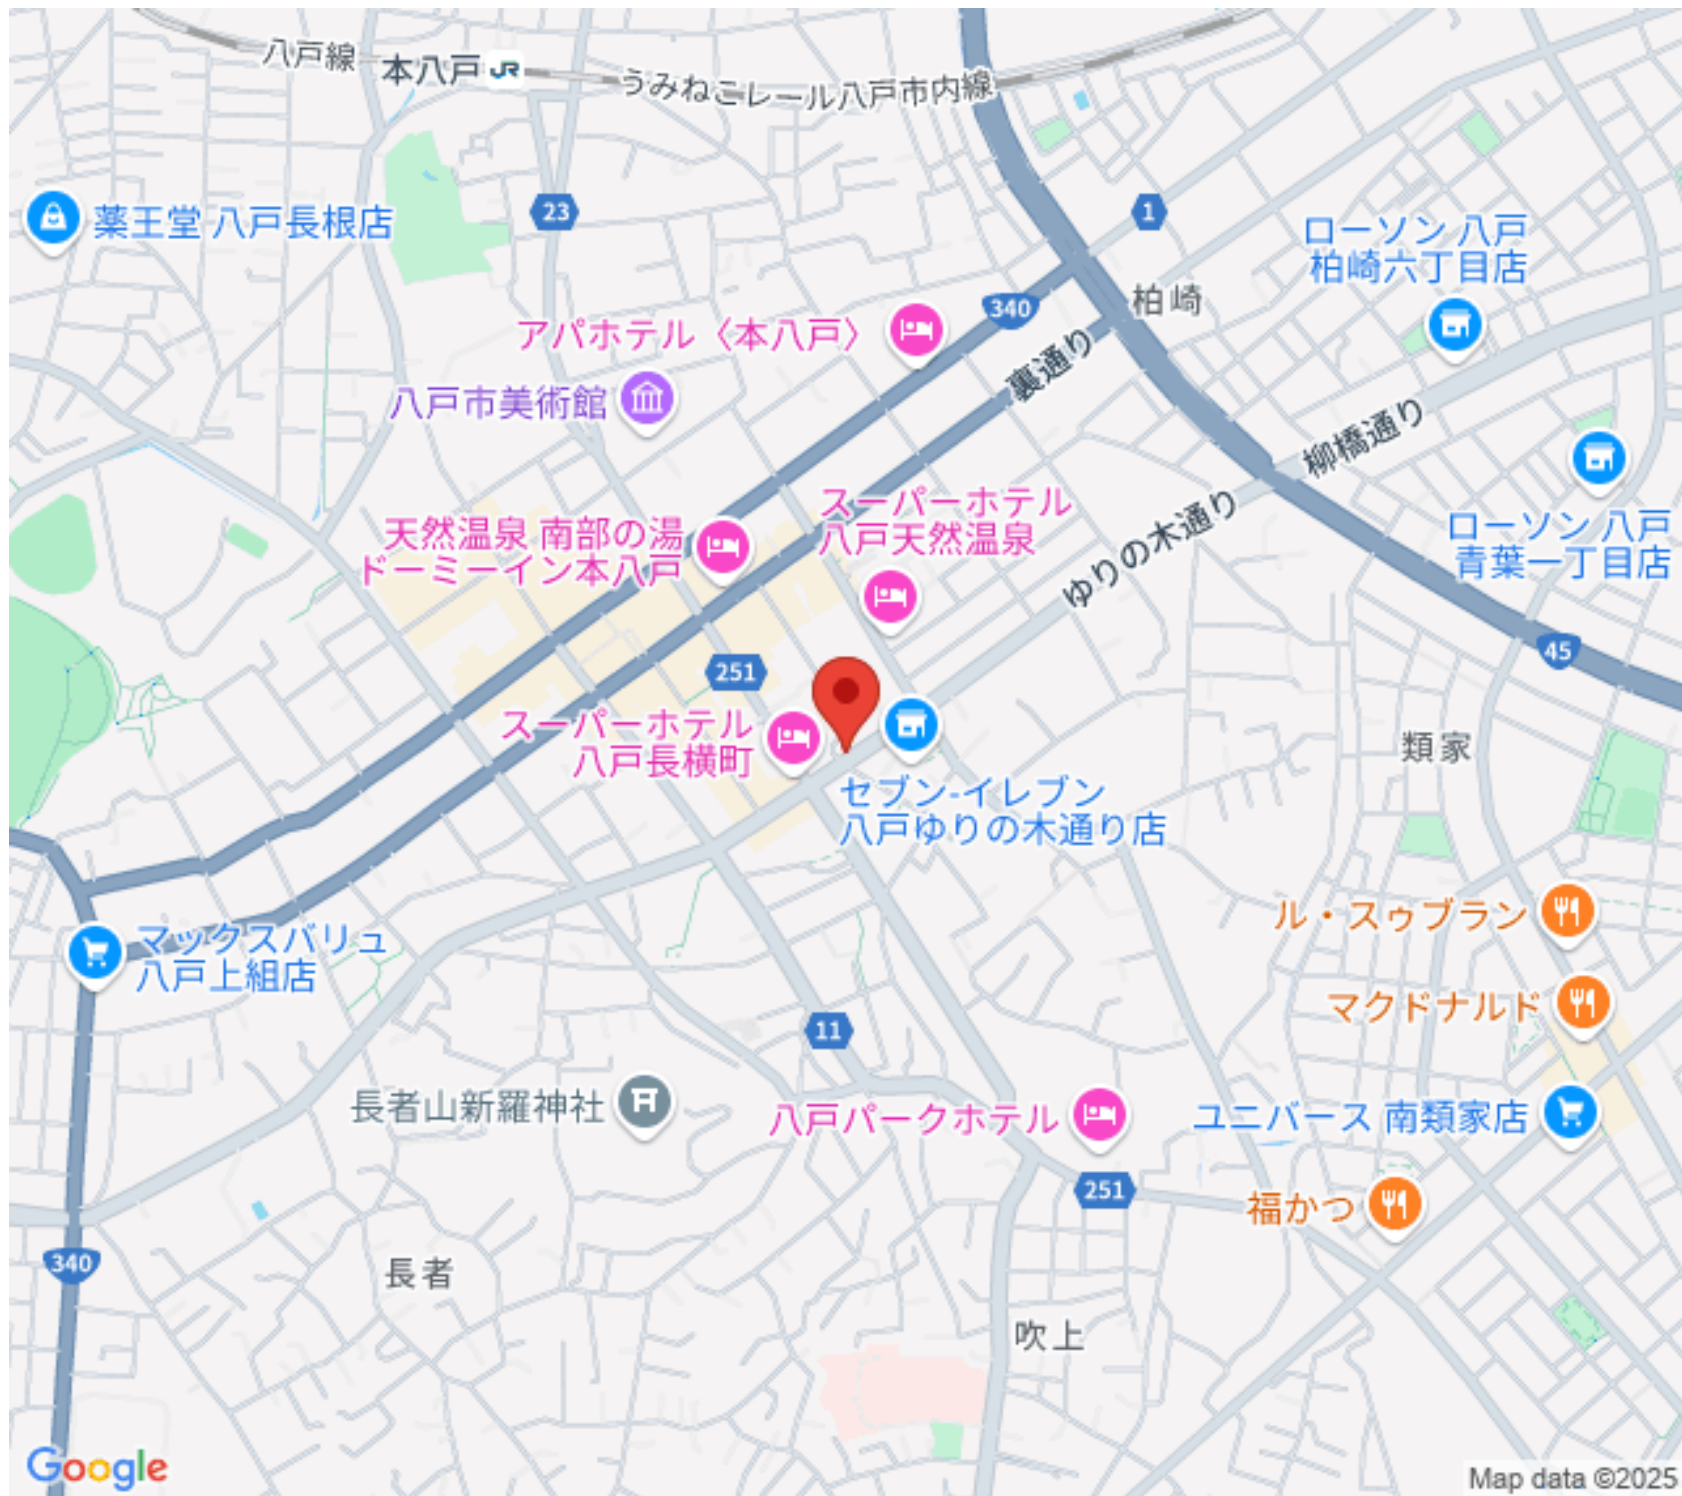 八戸線
本八戸 JR
うみねこレール八戸市内線
薬王堂 八戸長根店
23
1
ローソン 八戸
柏崎六丁目店
340
柏崎
アパホテル〈本八戸〉
裏通り
八戸市美術館
柳橋通り
スーパーホテル
八戸天然温泉
天然温泉 南部の湯
ドーミーイン本八戸
ゆりの木通り
ローソン 八戸
青葉一丁目店
45
251
スーパーホテル
八戸長横町
類家
セブン-イレブン
八戸ゆりの木通り店
ル・スゥブラン
マックスバリュ
八戸上組店
マクドナルド
11
長者山新羅神社
八戸パークホテル
ユニバース 南類家店
251
福かつ
340
長者
吹上
Google
Map data ©2025